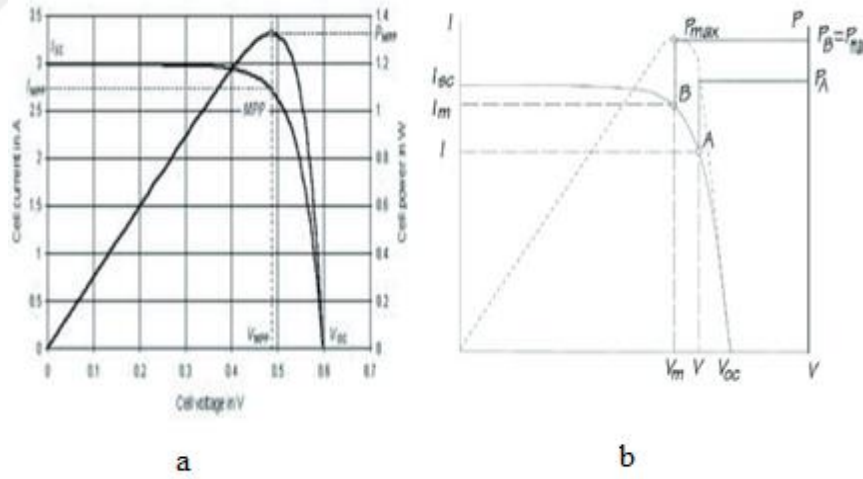 3.5
3
2.5
2
1.5
1
0.5
0
1.4
1.2
1
0.8
0.6
0.4
0.2
0
I_SC
I_MPP
P_MPP
MPP
V_MPP
V_OC
0 0.1 0.2 0.3 0.4 0.5 0.6 0.7
Cell current in A
Cell power in W
Cell voltage in V
a
I
P
P_max
P_B=P_
P_A
I_sc
I_m
I
B
A
V_m V V_oc V
b